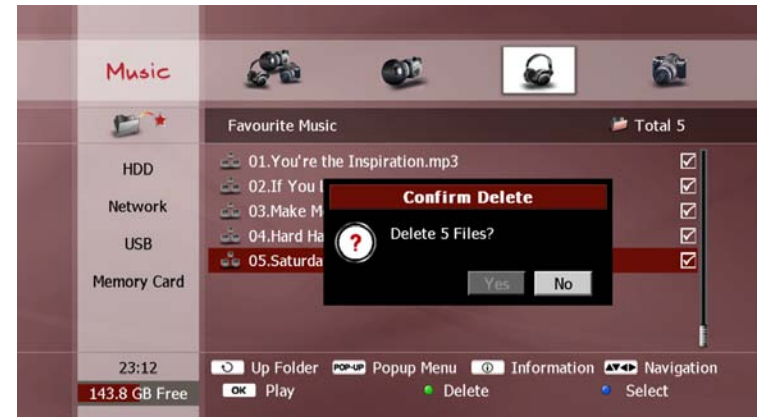 Music
Favourite Music
Total 5
HDD
Network
USB
Memory Card
01.You're the Inspiration.mp3
02.If You
03.Make M
04.Hard Ha
05.Saturda
Confirm Delete
?
Delete 5 Files?
Yes
No
23:12
143.8 GB Free
Up Folder
POP-UP Popup Menu
Information
Navigation
OK Play
Delete
Select